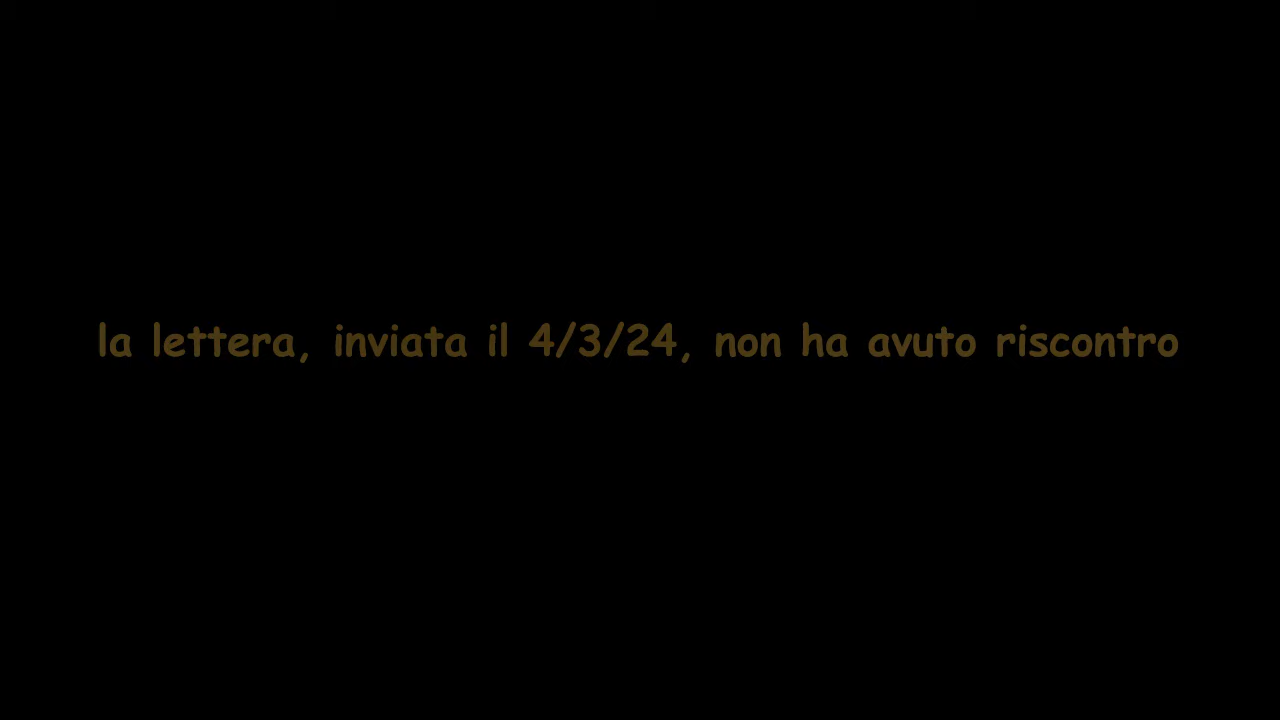 la lettera, inviata il 4/3/24, non ha avuto riscontro